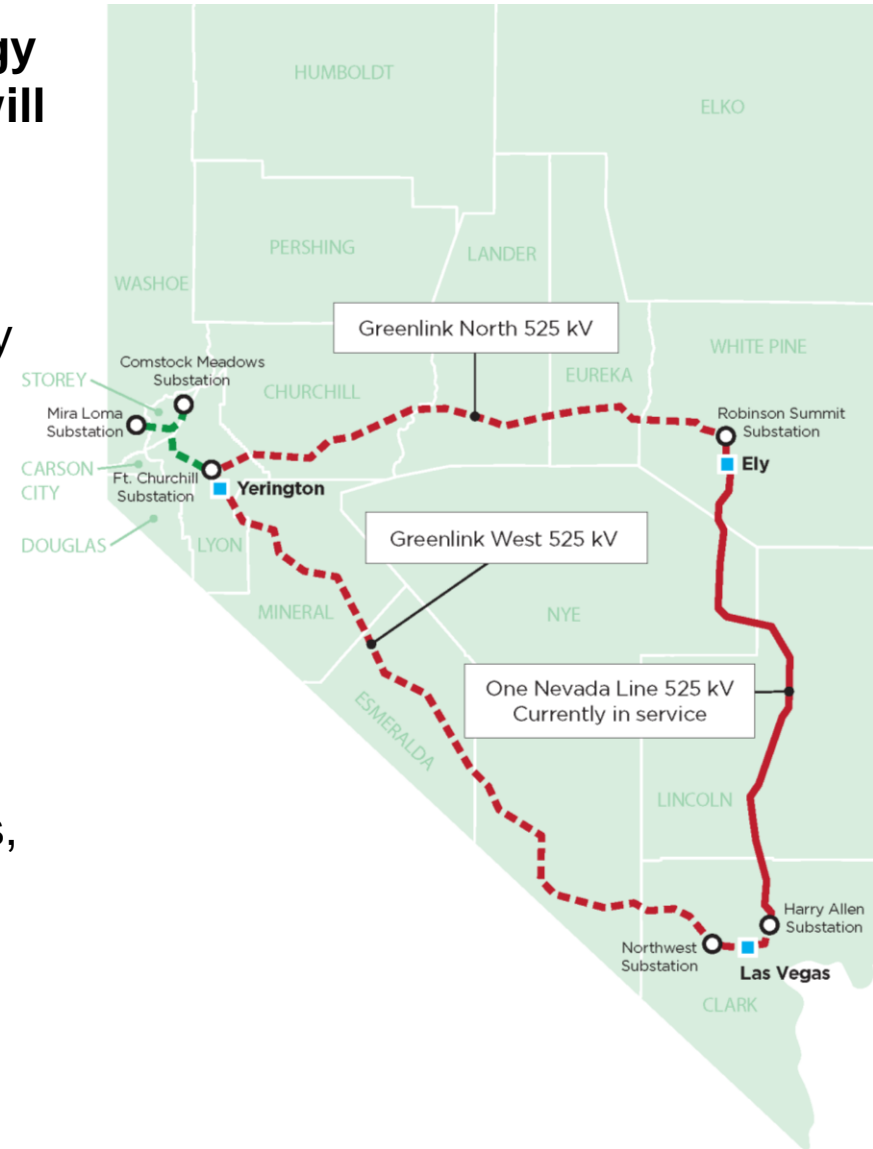 gy
vill
y
s,
HUMBOLDT
ELKO
PERSHING
LANDER
WASHOE
Greenlink North 525 kV
WHITE PINE
EUREKA
Comstock Meadows
Substation
STOREY
CHURCHILL
Mira Loma
Substation
Robinson Summit
Substation
CARSON
CITY
Ft. Churchill
Substation
Ely
Yerington
DOUGLAS
LYON
Greenlink West 525 kV
MINERAL
NYE
One Nevada Line 525 kV
Currently in service
ESMERALDA
LINCOLN
Harry Allen
Substation
Northwest
Substation
Las Vegas
CLARK